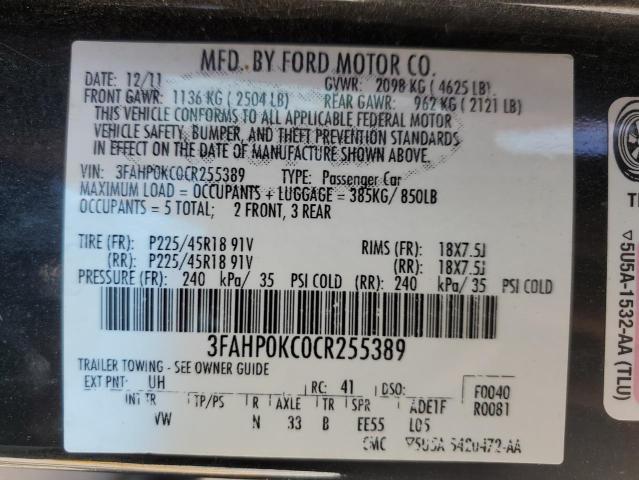 MFD. BY FORD MOTOR CO.
DATE: 12/11 GVWR: 2098 KG ( 4625 LB)
FRONT GAWR: 1136 KG ( 2504 LB) REAR GAWR: 962 KG ( 2121 LB)
THIS VEHICLE CONFORMS TO ALL APPLICABLE FEDERAL MOTOR
VEHICLE SAFETY, BUMPER, AND THEFT PREVENTION STANDARDS
IN EFFECT ON THE DATE OF MANUFACTURE SHOWN ABOVE.
VIN: 3FAHP0KC0CR255389 TYPE: Passenger Car
MAXIMUM LOAD = OCCUPANTS + LUGGAGE = 385KG/ 850LB
OCCUPANTS = 5 TOTAL; 2 FRONT, 3 REAR
TIRE (FR): P225/45R18 91V RIMS (FR): 18X7.5J
(RR): P225/45R18 91V (RR): 18X7.5J
PRESSURE (FR): 240 kPa/ 35 PSI COLD (RR): 240 kPa/ 35 PSI COLD
3FAHP0KC0CR255389
TRAILER TOWING - SEE OWNER GUIDE
EXT PNT: UH RC: 41 DSO: F0040
R0081
INT TR TP/PS R AXLE TR SPR ADE1F
VW N 33 B EE55 L05
CMC ▽5U5A 5420472-AA
▽5U5A-1532-AA (TLU)